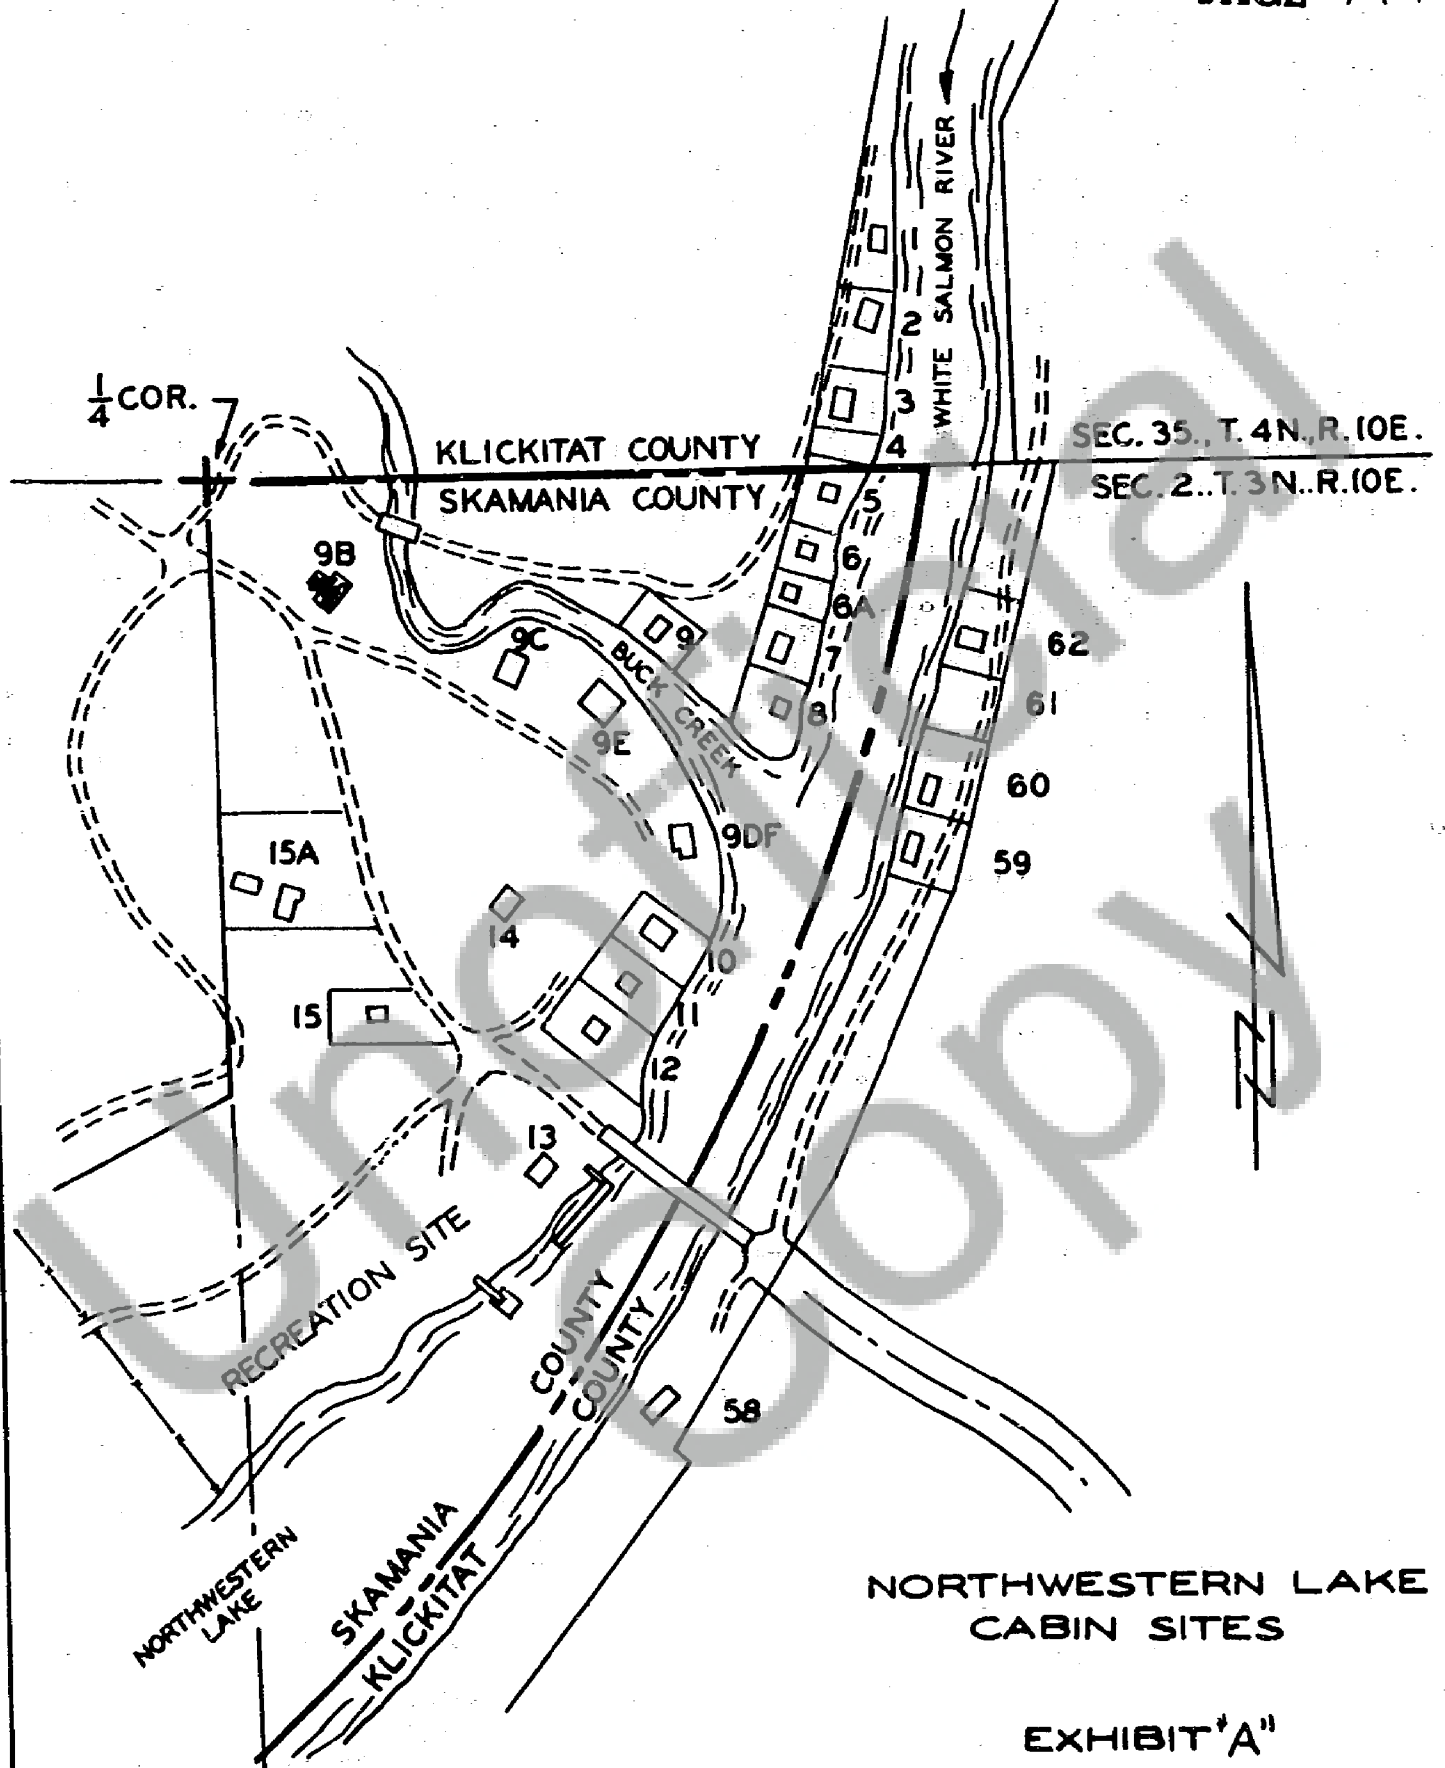 WHITE SALMON RIVER
1
2
3
4
1/4 COR.
KLICKITAT COUNTY
SKAMANIA COUNTY
SEC. 35., T. 4N., R. 10E.
SEC. 2.. T. 3N.. R. 10E.
5
6
6A
7
8
9B
9C
9
9E
BUCK CREEK
9DF
62
61
60
59
15A
14
10
11
12
15
13
RECREATION SITE
COUNTY
COUNTY
58
SKAMANIA
KLICKITAT
NORTHWESTERN
LAKE
N
Unofficial
Copy
NORTHWESTERN LAKE
CABIN SITES
EXHIBIT "A"